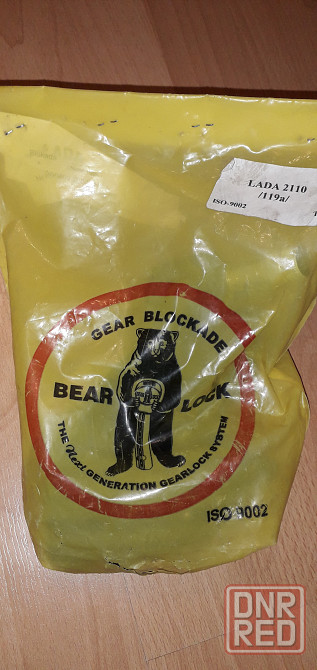 LADA 2110
/119a/
ISO-9002
GEAR BLOCKADE
BEAR LOCK
THE Next GENERATION GEARLOCK SYSTEM
ISO 9002
DNR
RED